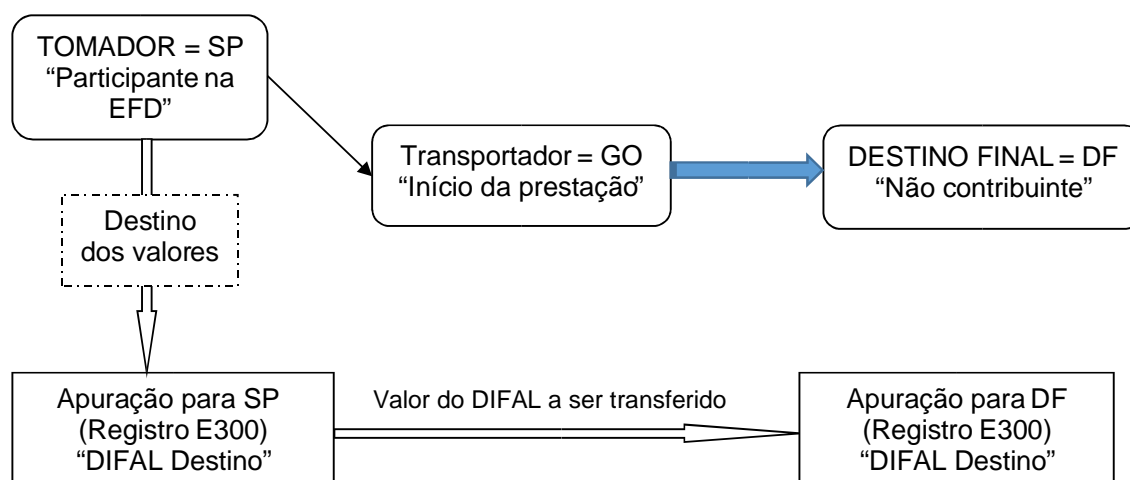 TOMADOR = SP
“Participante na
EFD”
Transportador = GO
“Início da prestação”
DESTINO FINAL = DF
“Não contribuinte”
Destino
dos valores
Apuração para SP
(Registro E300)
“DIFAL Destino”
Valor do DIFAL a ser transferido
Apuração para DF
(Registro E300)
“DIFAL Destino”